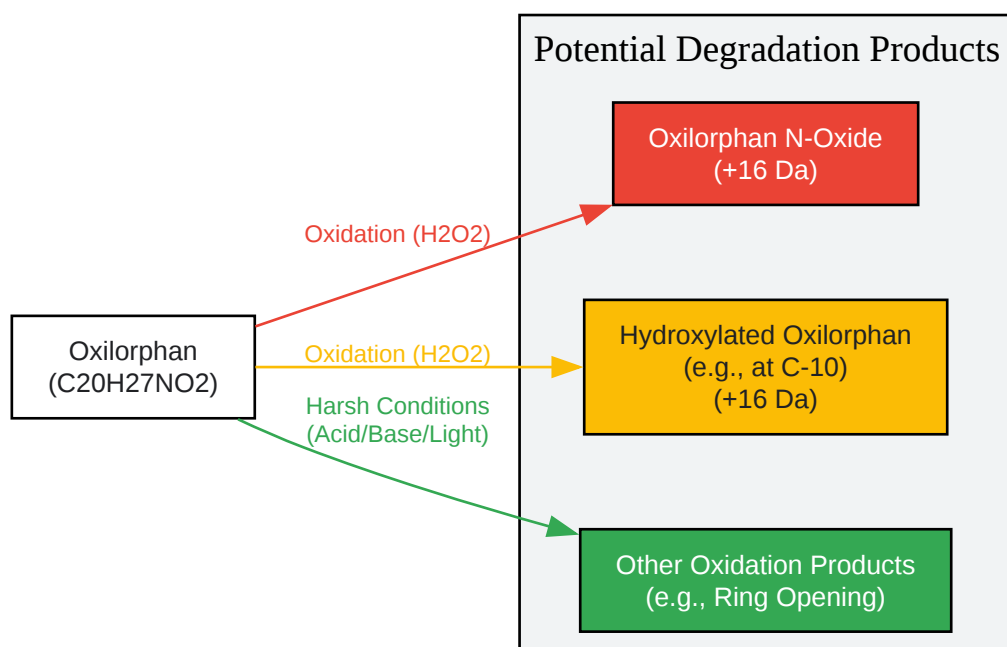 Potential Degradation Products
Oxilorphan N-Oxide
(+16 Da)
Oxidation (H2O2)
Oxilorphan
(C20H27NO2)
Oxidation (H2O2)
Hydroxylated Oxilorphan
(e.g., at C-10)
(+16 Da)
Harsh Conditions
(Acid/Base/Light)
Other Oxidation Products
(e.g., Ring Opening)